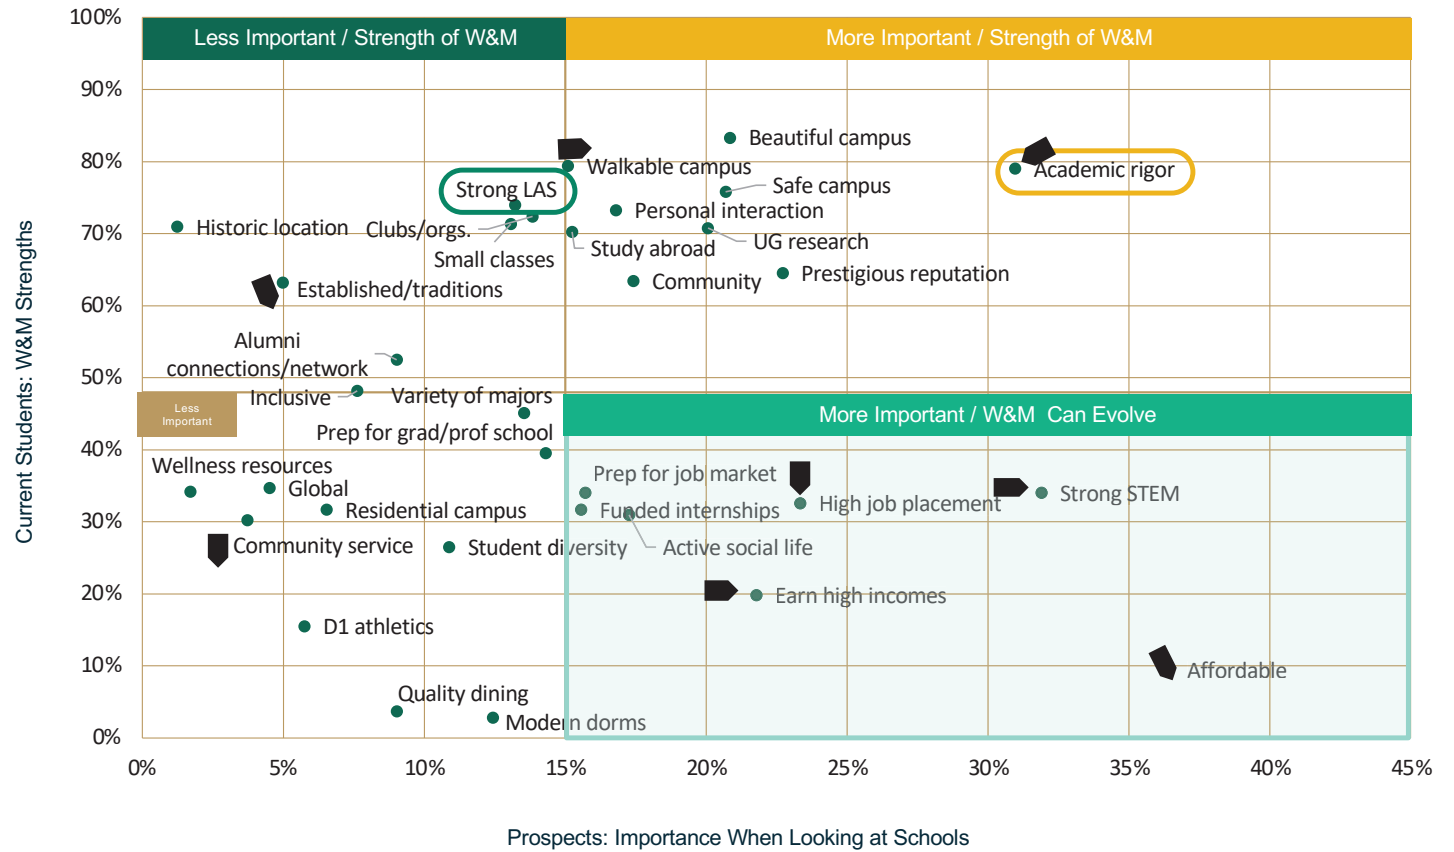 100%
Less Important / Strength of W&M
More Important / Strength of W&M
90%
Beautiful campus
80%
Walkable campus
Academic rigor
Strong LAS
Safe campus
Personal interaction
Historic location
Clubs/orgs.
70%
UG research
Study abroad
Small classes
Prestigious reputation
Community
Established/traditions
60%
Alumni
connections/network
50%
Inclusive
Variety of majors
Less
Important
More Important / W&M Can Evolve
Prep for grad/prof school
40%
Wellness resources
Prep for job market
Global
Strong STEM
High job placement
Residential campus
Funded internships
30%
Community service
Student diversity
Active social life
20%
Earn high incomes
D1 athletics
10%
Affordable
Quality dining
Modern dorms
0%
0%
5%
10%
15%
20%
25%
30%
35%
40%
45%
Current Students: W&M Strengths
Prospects: Importance When Looking at Schools